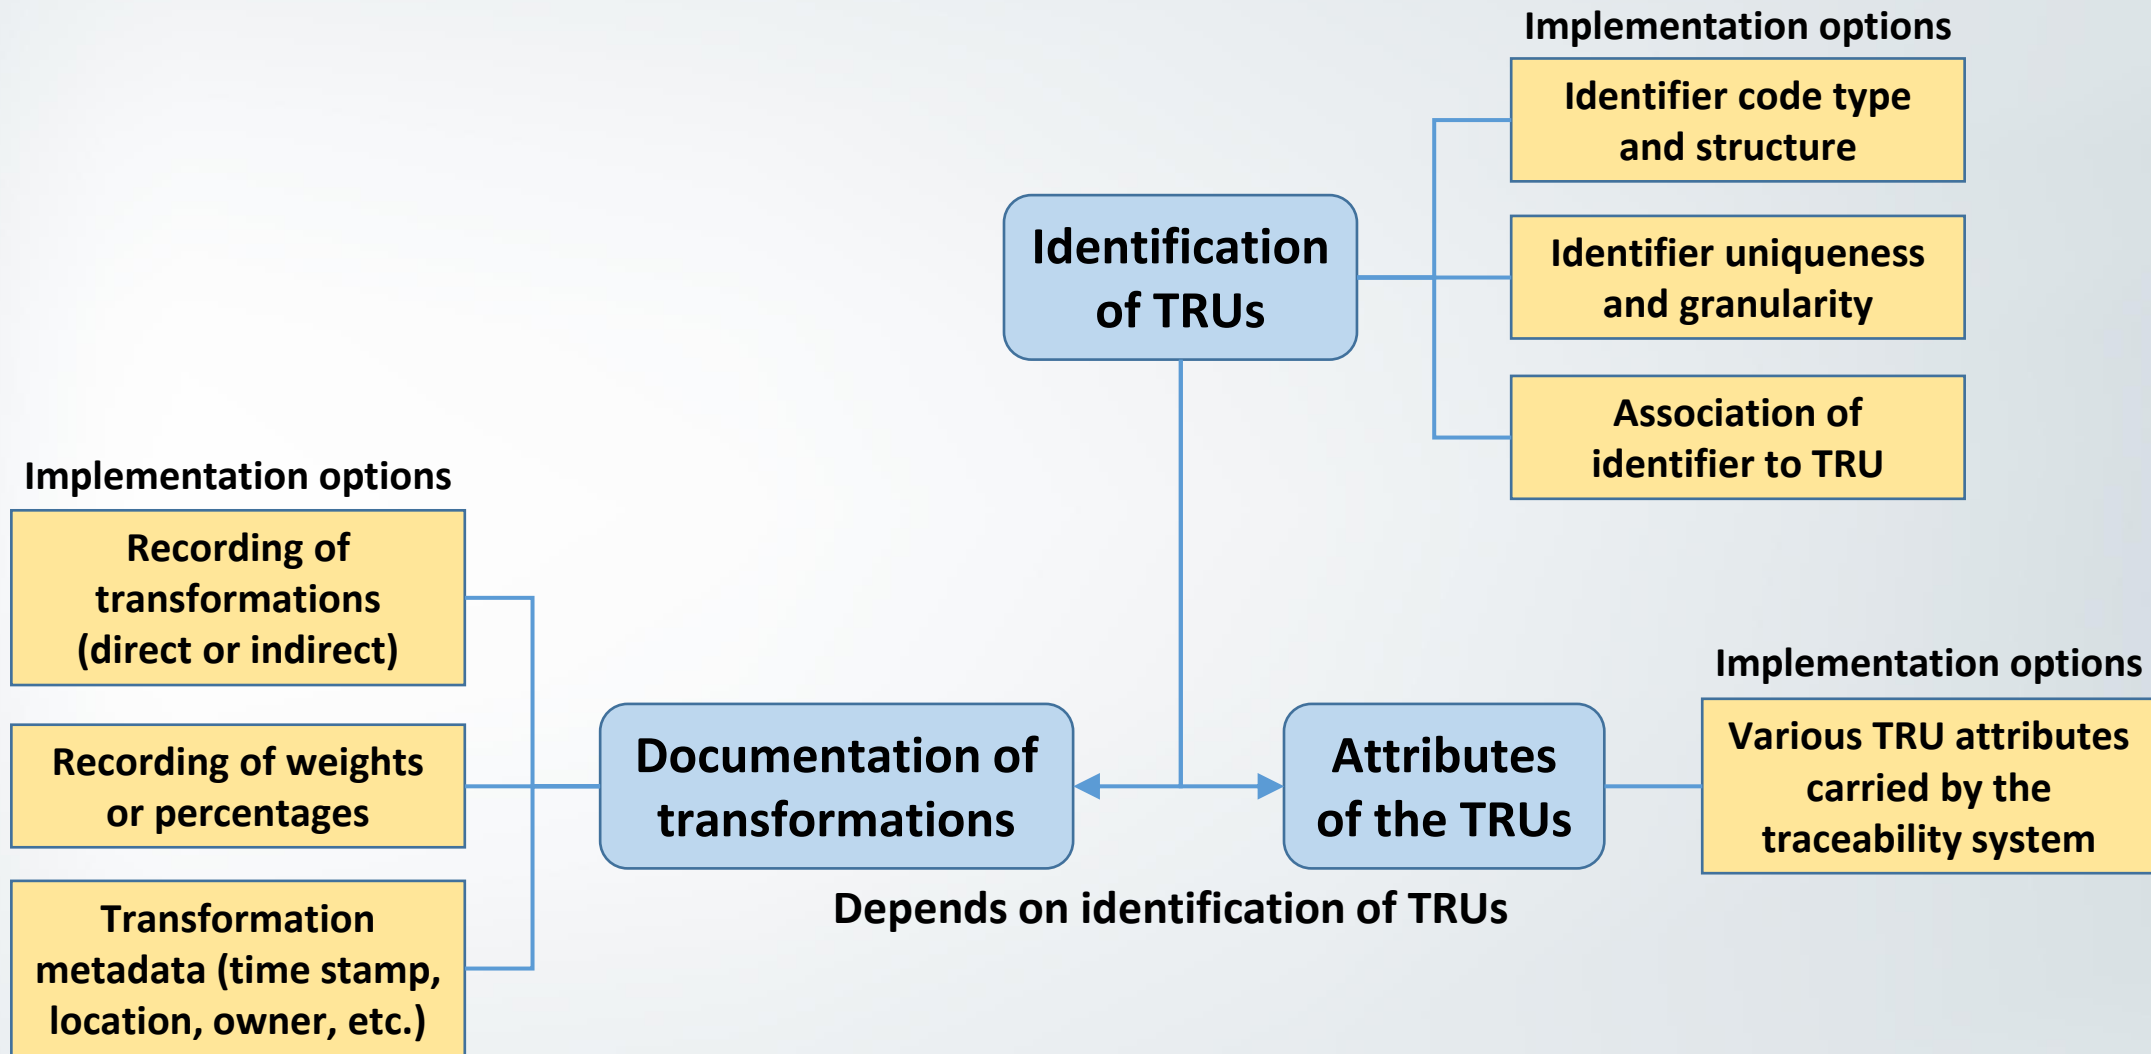 Implementation options
Identifier code type
and structure
Identification
of TRUs
Identifier uniqueness
and granularity
Association of
identifier to TRU
Implementation options
Recording of
transformations
(direct or indirect)
Recording of weights
or percentages
Transformation
metadata (time stamp,
location, owner, etc.)
Documentation of
transformations
Attributes
of the TRUs
Implementation options
Various TRU attributes
carried by the
traceability system
Depends on identification of TRUs